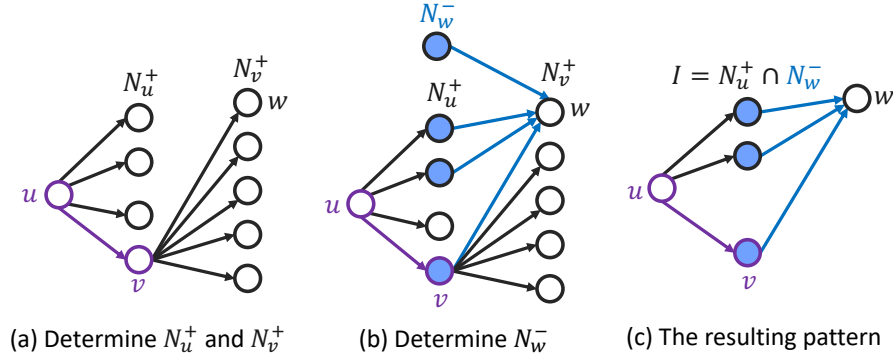 N_u^+
N_v^+
w
u
v
(a) Determine N_u^+ and N_v^+
N_w^-
N_u^+
N_v^+
w
u
v
(b) Determine N_w^-
I = N_u^+ ∩ N_w^-
w
u
v
(c) The resulting pattern